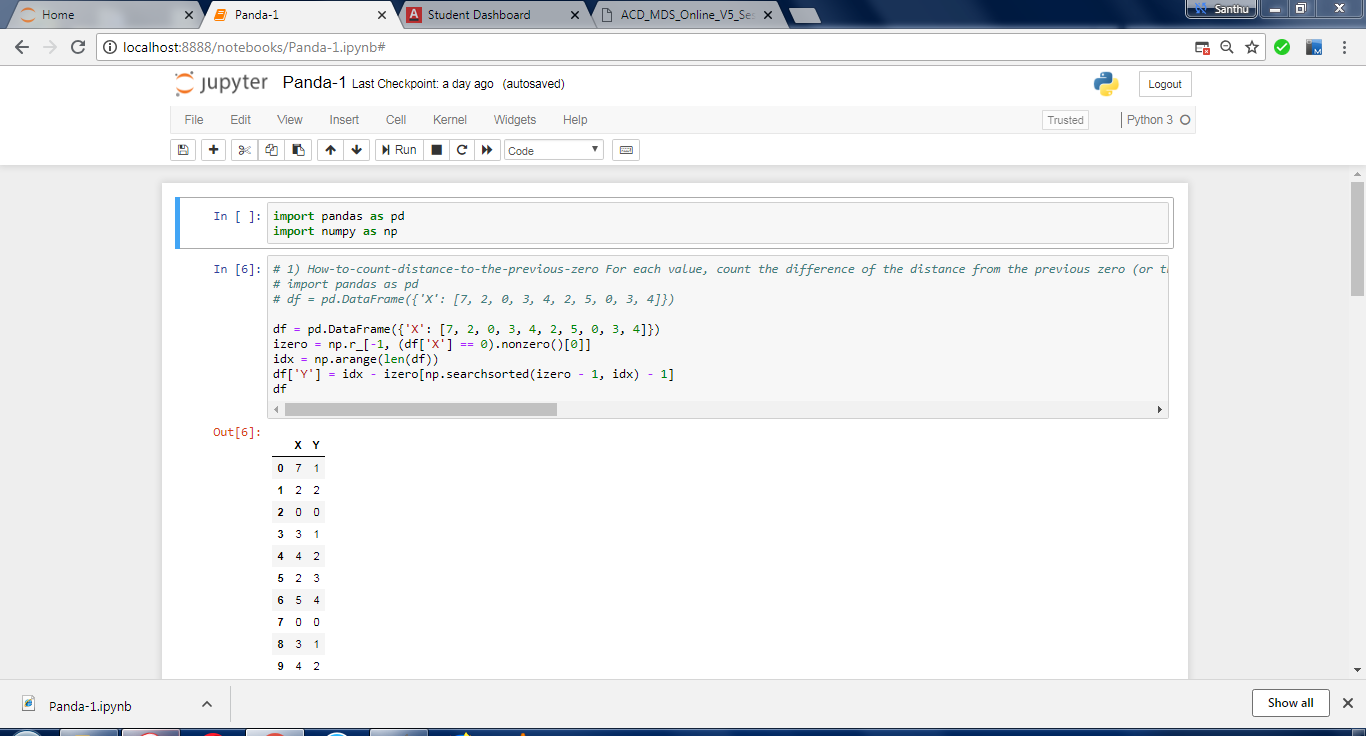 Home
Panda-1
Student Dashboard
ACD_MDS_Online_V5_Se
Santhu
localhost:8888/notebooks/Panda-1.ipynb#
jupyter Panda-1 Last Checkpoint: a day ago (autosaved)
Logout
File Edit View Insert Cell Kernel Widgets Help
Trusted
Python 3
Run
Code
In [ ]:
import pandas as pd
import numpy as np
In [6]:
# 1) How-to-count-distance-to-the-previous-zero For each value, count the difference of the distance from the previous zero (or t
# import pandas as pd
# df = pd.DataFrame({'X': [7, 2, 0, 3, 4, 2, 5, 0, 3, 4]})
df = pd.DataFrame({'X': [7, 2, 0, 3, 4, 2, 5, 0, 3, 4]})
izero = np.r_[-1, (df['X'] == 0).nonzero()[0]]
idx = np.arange(len(df))
df['Y'] = idx - izero[np.searchsorted(izero - 1, idx) - 1]
df
Out[6]:
X Y
0 7 1
1 2 2
2 0 0
3 3 1
4 4 2
5 2 3
6 5 4
7 0 0
8 3 1
9 4 2
Panda-1.ipynb
Show all